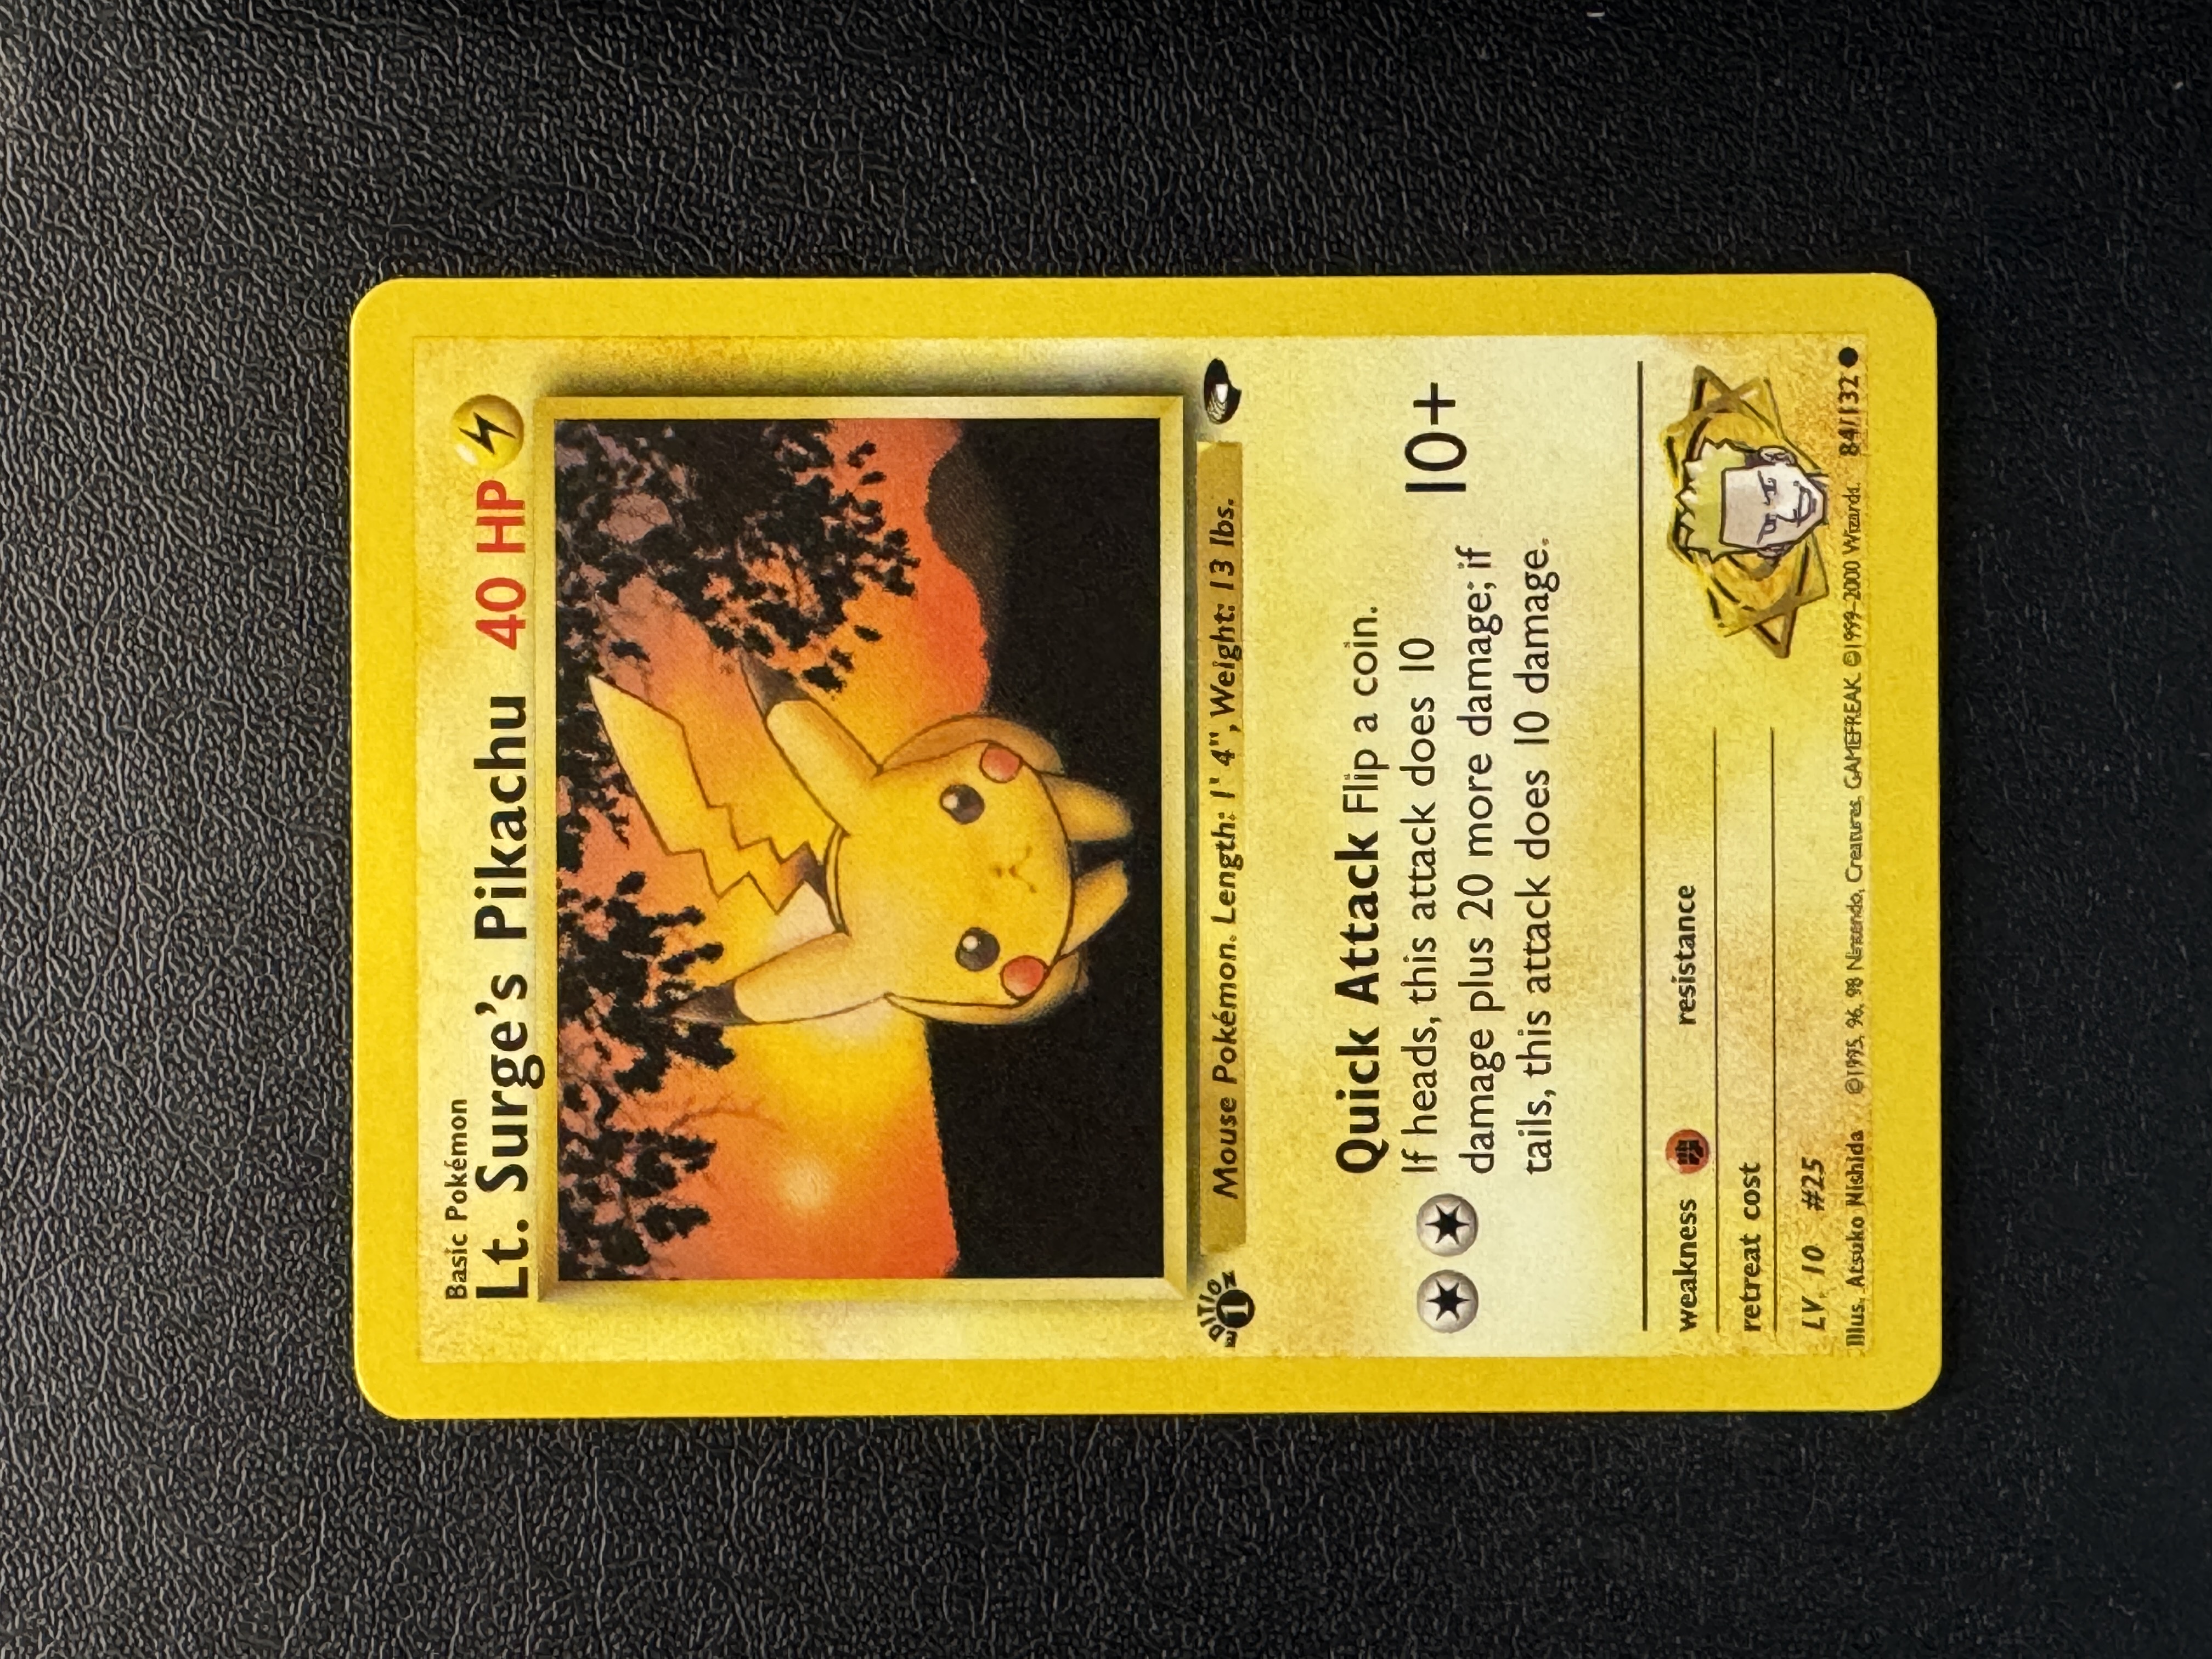 Basic Pokémon
Lt. Surge's Pikachu 40 HP
EDITION
1
Mouse Pokémon. Length: 1' 4", Weight: 13 lbs.
Quick Attack Flip a coin.
If heads, this attack does 10
damage plus 20 more damage; if
tails, this attack does 10 damage.
10+
weakness resistance
retreat cost
LV. 10 #25
Illus. Atsuko Nishida ©1995, 96, 98 Nintendo, Creatures, GAMEFREAK. ©1999-2000 Wizards. 84/132